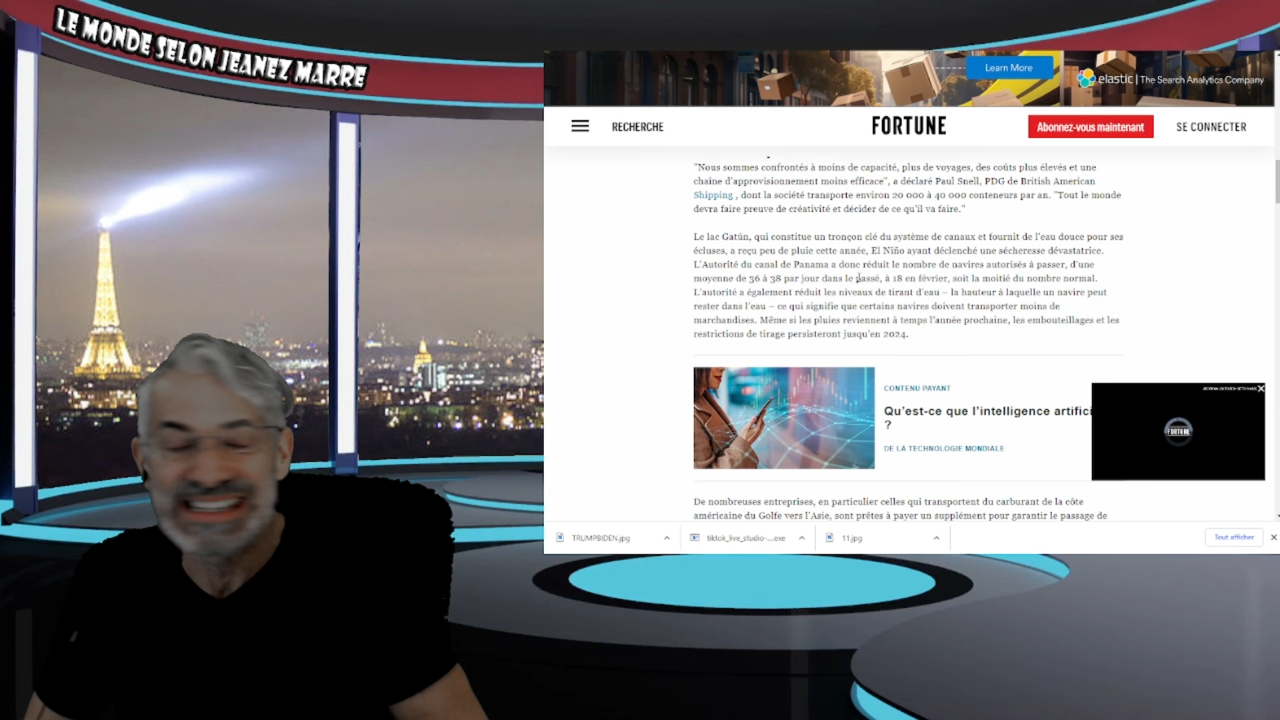 LE MONDE SELON JEANEZ MARRE
Learn More
elastic | The Search Analytics Company
RECHERCHE
FORTUNE
Abonnez-vous maintenant
SE CONNECTER
"Nous sommes confrontés à moins de capacité, plus de voyages, des coûts plus élevés et une
chaîne d'approvisionnement moins efficace", a déclaré Paul Snell, PDG de British American
Shipping , dont la société transporte environ 20 000 à 40 000 conteneurs par an. "Tout le monde
devra faire preuve de créativité et décider de ce qu'il va faire."
Le lac Gatún, qui constitue un tronçon clé du système de canaux et fournit de l'eau douce pour ses
écluses, a reçu peu de pluie cette année, El Niño ayant déclenché une sécheresse dévastatrice.
L'Autorité du canal de Panama a donc réduit le nombre de navires autorisés à passer, d'une
moyenne de 36 à 38 par jour dans le passé, à 18 en février, soit la moitié du nombre normal.
L'autorité a également réduit les niveaux de tirant d'eau – la hauteur à laquelle un navire peut
rester dans l'eau – ce qui signifie que certains navires doivent transporter moins de
marchandises. Même si les pluies reviennent à temps l'année prochaine, les embouteillages et les
restrictions de tirage persisteront jusqu'en 2024.
CONTENU PAYANT
Qu'est-ce que l'intelligence artifici
?
DE LA TECHNOLOGIE MONDIALE
FORTUNE
De nombreuses entreprises, en particulier celles qui transportent du carburant de la côte
américaine du Golfe vers l'Asie, sont prêtes à payer un supplément pour garantir le passage de
TRUMPBIDEN.jpg
tiktok_live_studio-....exe
11.jpg
Tout afficher